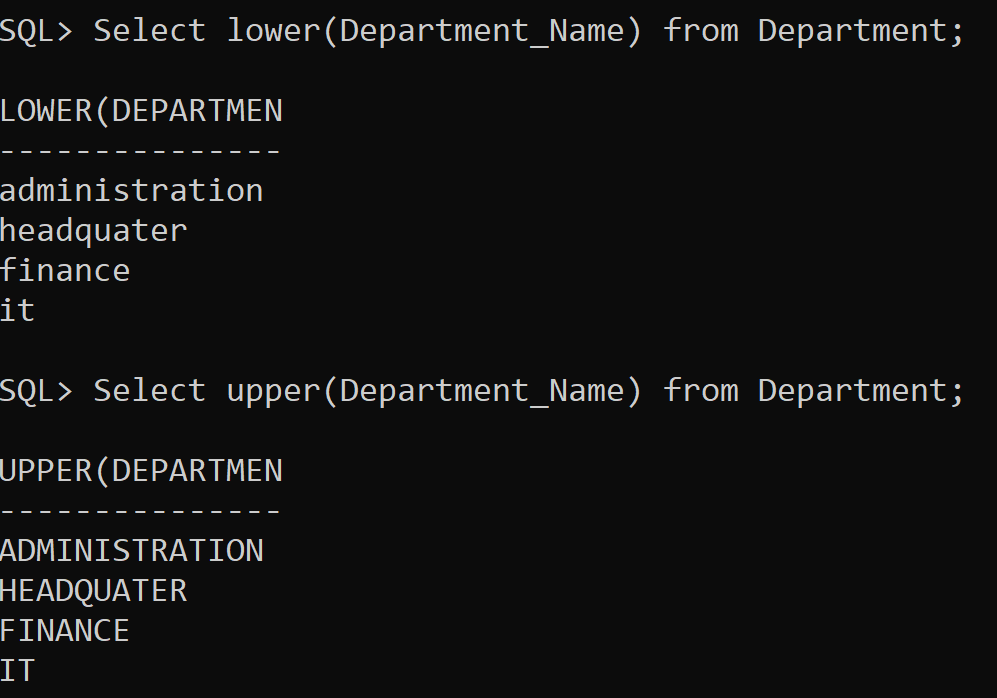 SQL> Select lower(Department_Name) from Department;
LOWER(DEPARTMEN
---------------
administration
headquater
finance
it
SQL> Select upper(Department_Name) from Department;
UPPER(DEPARTMEN
---------------
ADMINISTRATION
HEADQUATER
FINANCE
IT